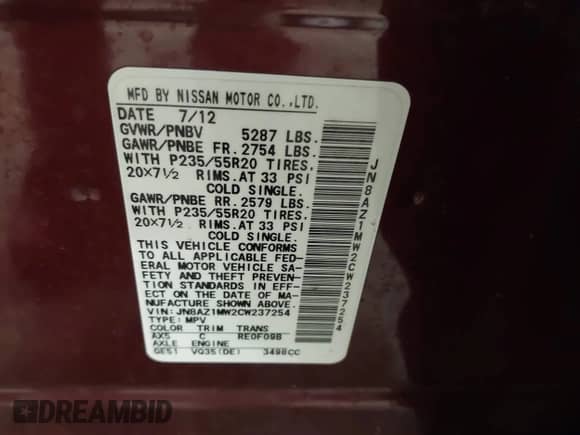 MFD BY NISSAN MOTOR CO.,LTD.
DATE 7/12
GVWR/PNBV 5287 LBS.
GAWR/PNBE FR. 2754 LBS.
WITH P235/55R20 TIRES.
20×7½ RIMS.AT 33 PSI
COLD SINGLE.
GAWR/PNBE RR. 2579 LBS.
WITH P235/55R20 TIRES.
20×7½ RIMS.AT 33 PSI
COLD SINGLE.
THIS VEHICLE CONFORMS
TO ALL APPLICABLE FED-
ERAL MOTOR VEHICLE SA-
FETY AND THEFT PREVEN-
TION STANDARDS IN EFF-
ECT ON THE DATE OF MA-
NUFACTURE SHOWN ABOVE.
VIN: JN8AZ1MW2CW237254
TYPE: MPV
COLOR TRIM TRANS
AX5 C RE0F09B
AXLE ENGINE
GE51 VQ35(DE) 3498CC
JN8AZ1MW2CW237254
DREAMBID